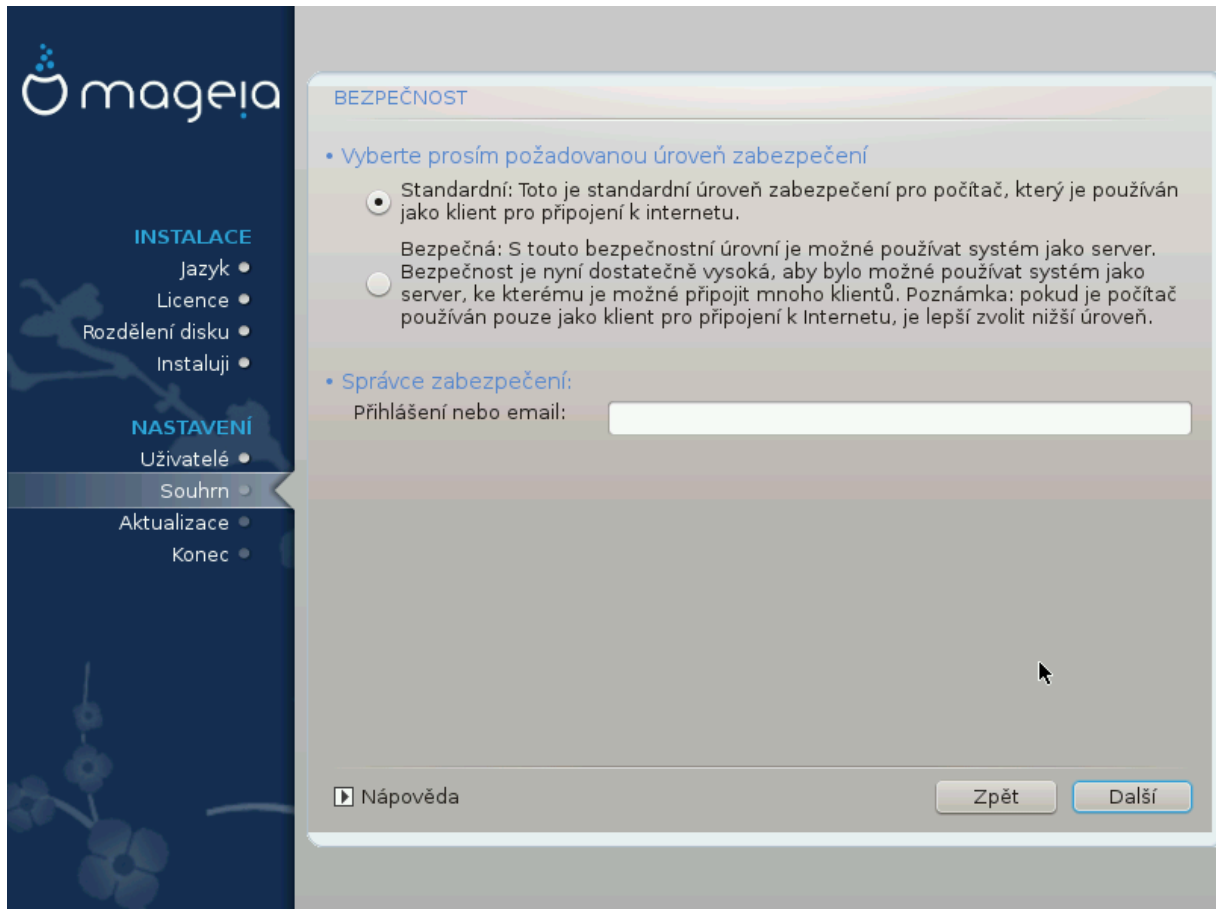 mageia
INSTALACE
Jazyk
Licence
Rozdělení disku
Instaluji
NASTAVENÍ
Uživatelé
Souhrn
Aktualizace
Konec
BEZPEČNOST
• Vyberte prosím požadovanou úroveň zabezpečení
Standardní: Toto je standardní úroveň zabezpečení pro počítač, který je používán
jako klient pro připojení k internetu.
Bezpečná: S touto bezpečnostní úrovní je možné používat systém jako server.
Bezpečnost je nyní dostatečně vysoká, aby bylo možné používat systém jako
server, ke kterému je možné připojit mnoho klientů. Poznámka: pokud je počítač
používán pouze jako klient pro připojení k Internetu, je lepší zvolit nižší úroveň.
• Správce zabezpečení:
Přihlášení nebo email:
Nápověda
Zpět
Další